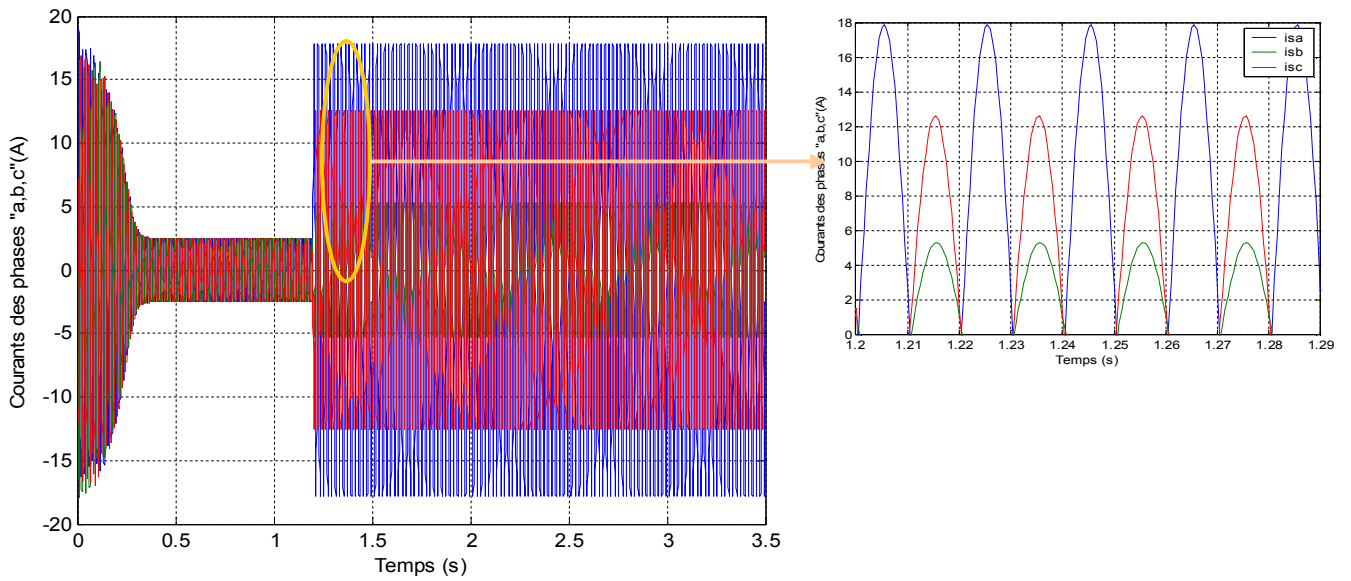 20
15
10
5
0
-5
-10
-15
-20
Courants des phases "a,b,c"(A)
0 0.5 1 1.5 2 2.5 3 3.5
Temps (s)
18
16
14
12
10
8
6
4
2
0
Courants des phases "a,b,c"(A)
isa
isb
isc
1.2 1.21 1.22 1.23 1.24 1.25 1.26 1.27 1.28 1.29
Temps (s)